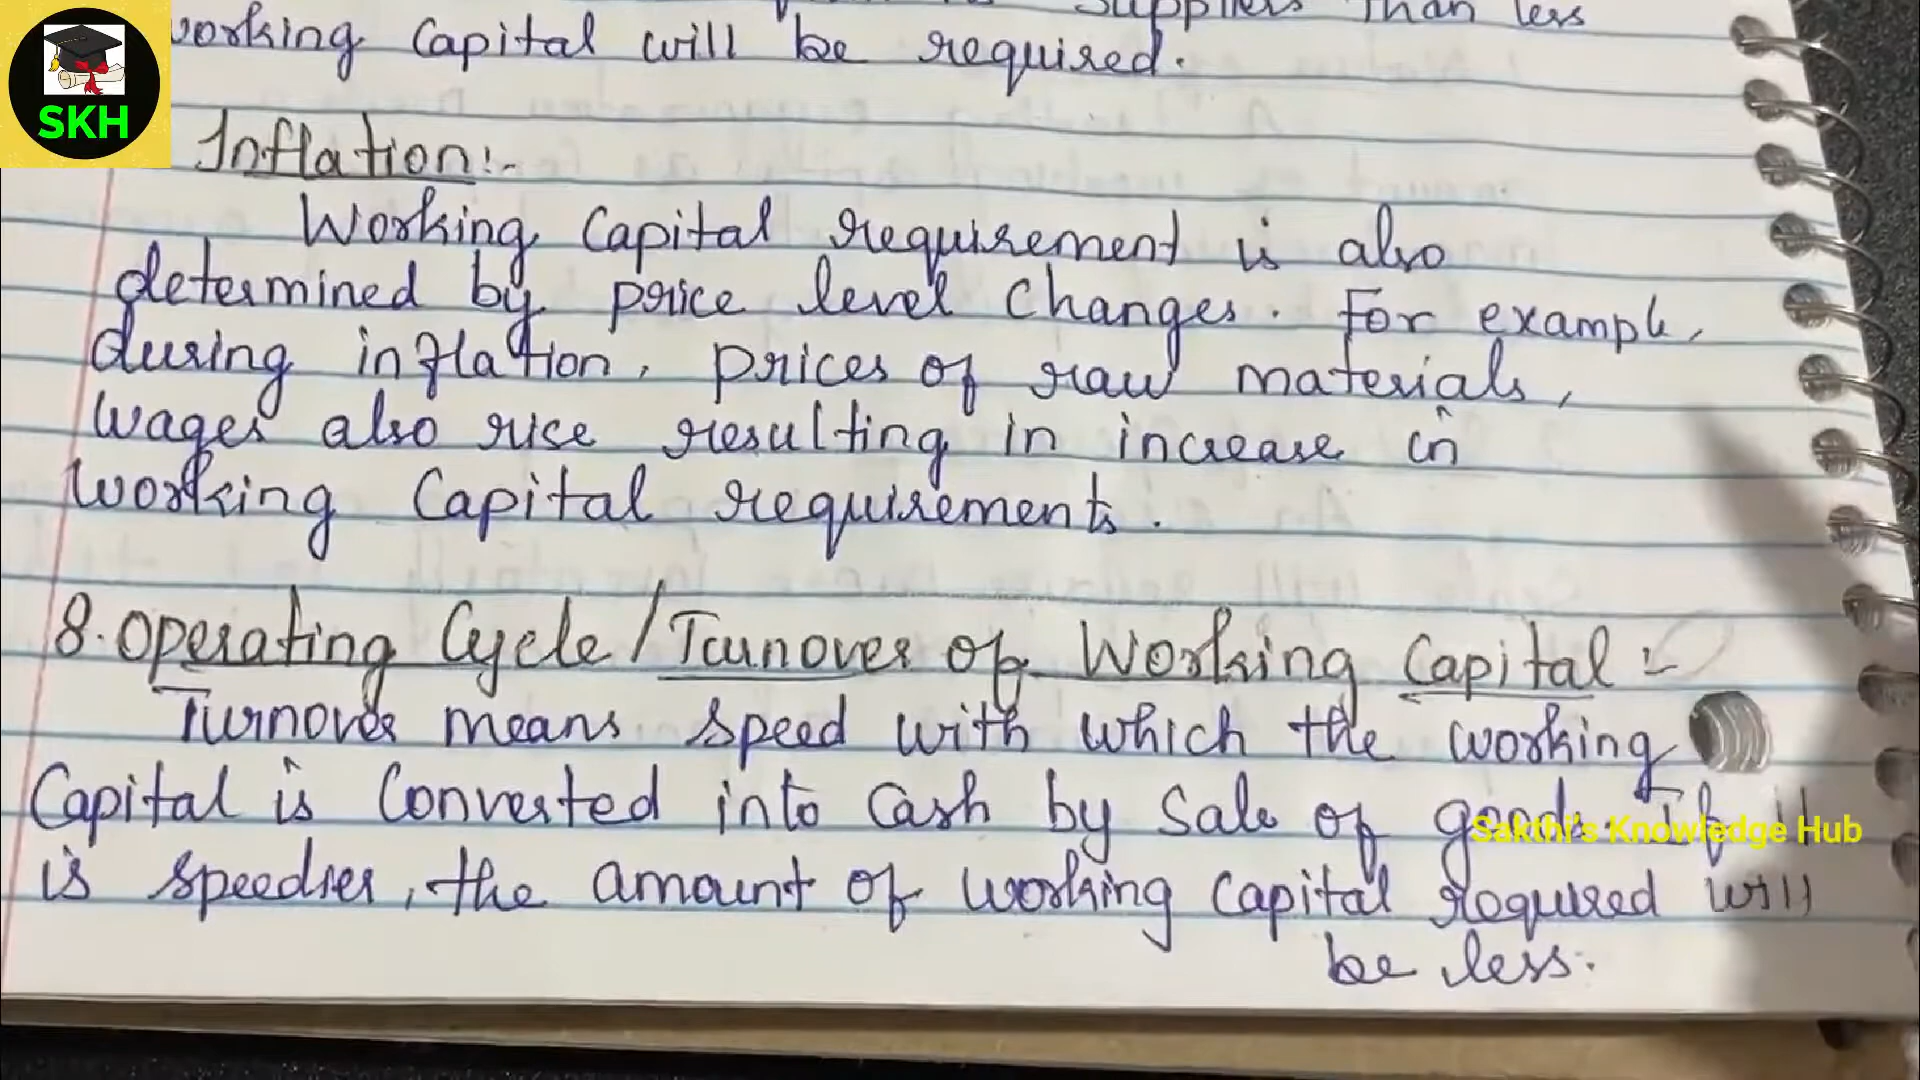 suppliers than less
working Capital will be required.
SKH
Inflation:-
Working Capital requirement is also
determined by price level changes. For example,
during inflation, prices of raw materials,
wages also rise resulting in increase in
working Capital requirements.
8. Operating Cycle/Turnover of Working Capital:-
Turnover means speed with which the working
Capital is Converted into Cash by Sale of goods. If it
is speedier, the amount of working Capital required will
be less.
Sakthi's Knowledge Hub